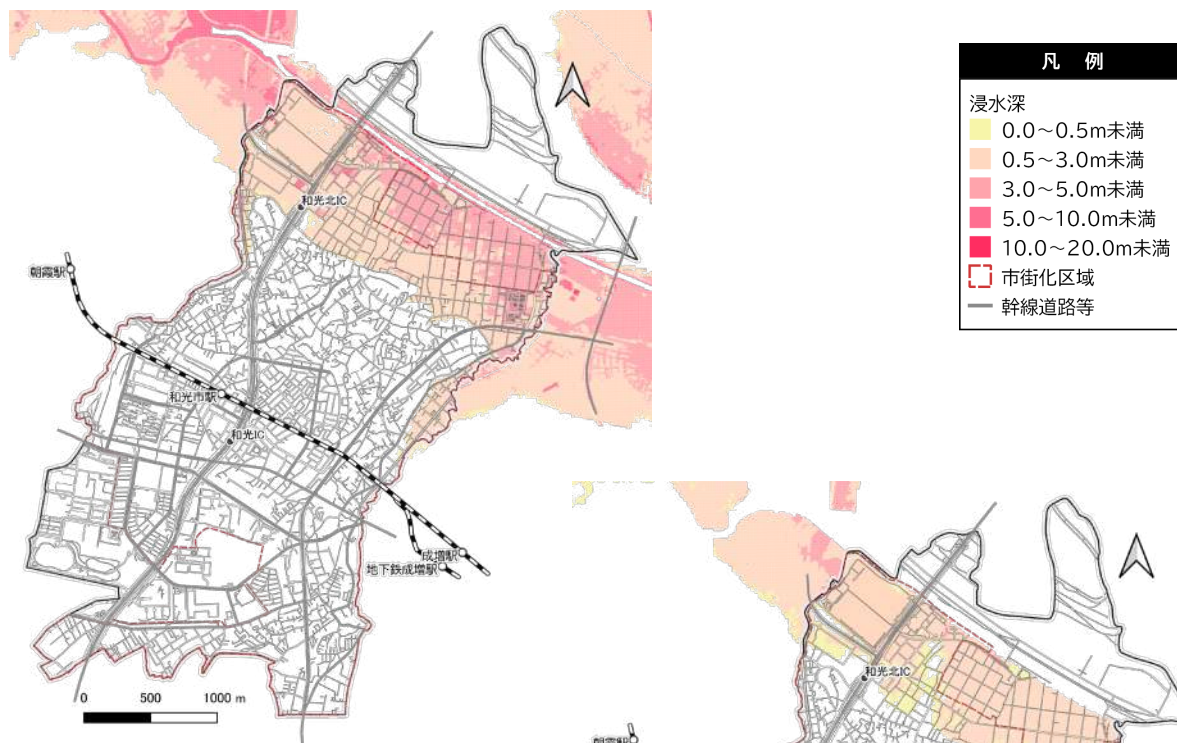 凡 例
浸水深
0.0～0.5m未満
0.5～3.0m未満
3.0～5.0m未満
5.0～10.0m未満
10.0～20.0m未満
市街化区域
幹線道路等
和光北IC
朝霞駅
和光市駅
和光IC
成増駅
地下鉄成増駅
0 500 1000 m
和光北IC
朝霞駅